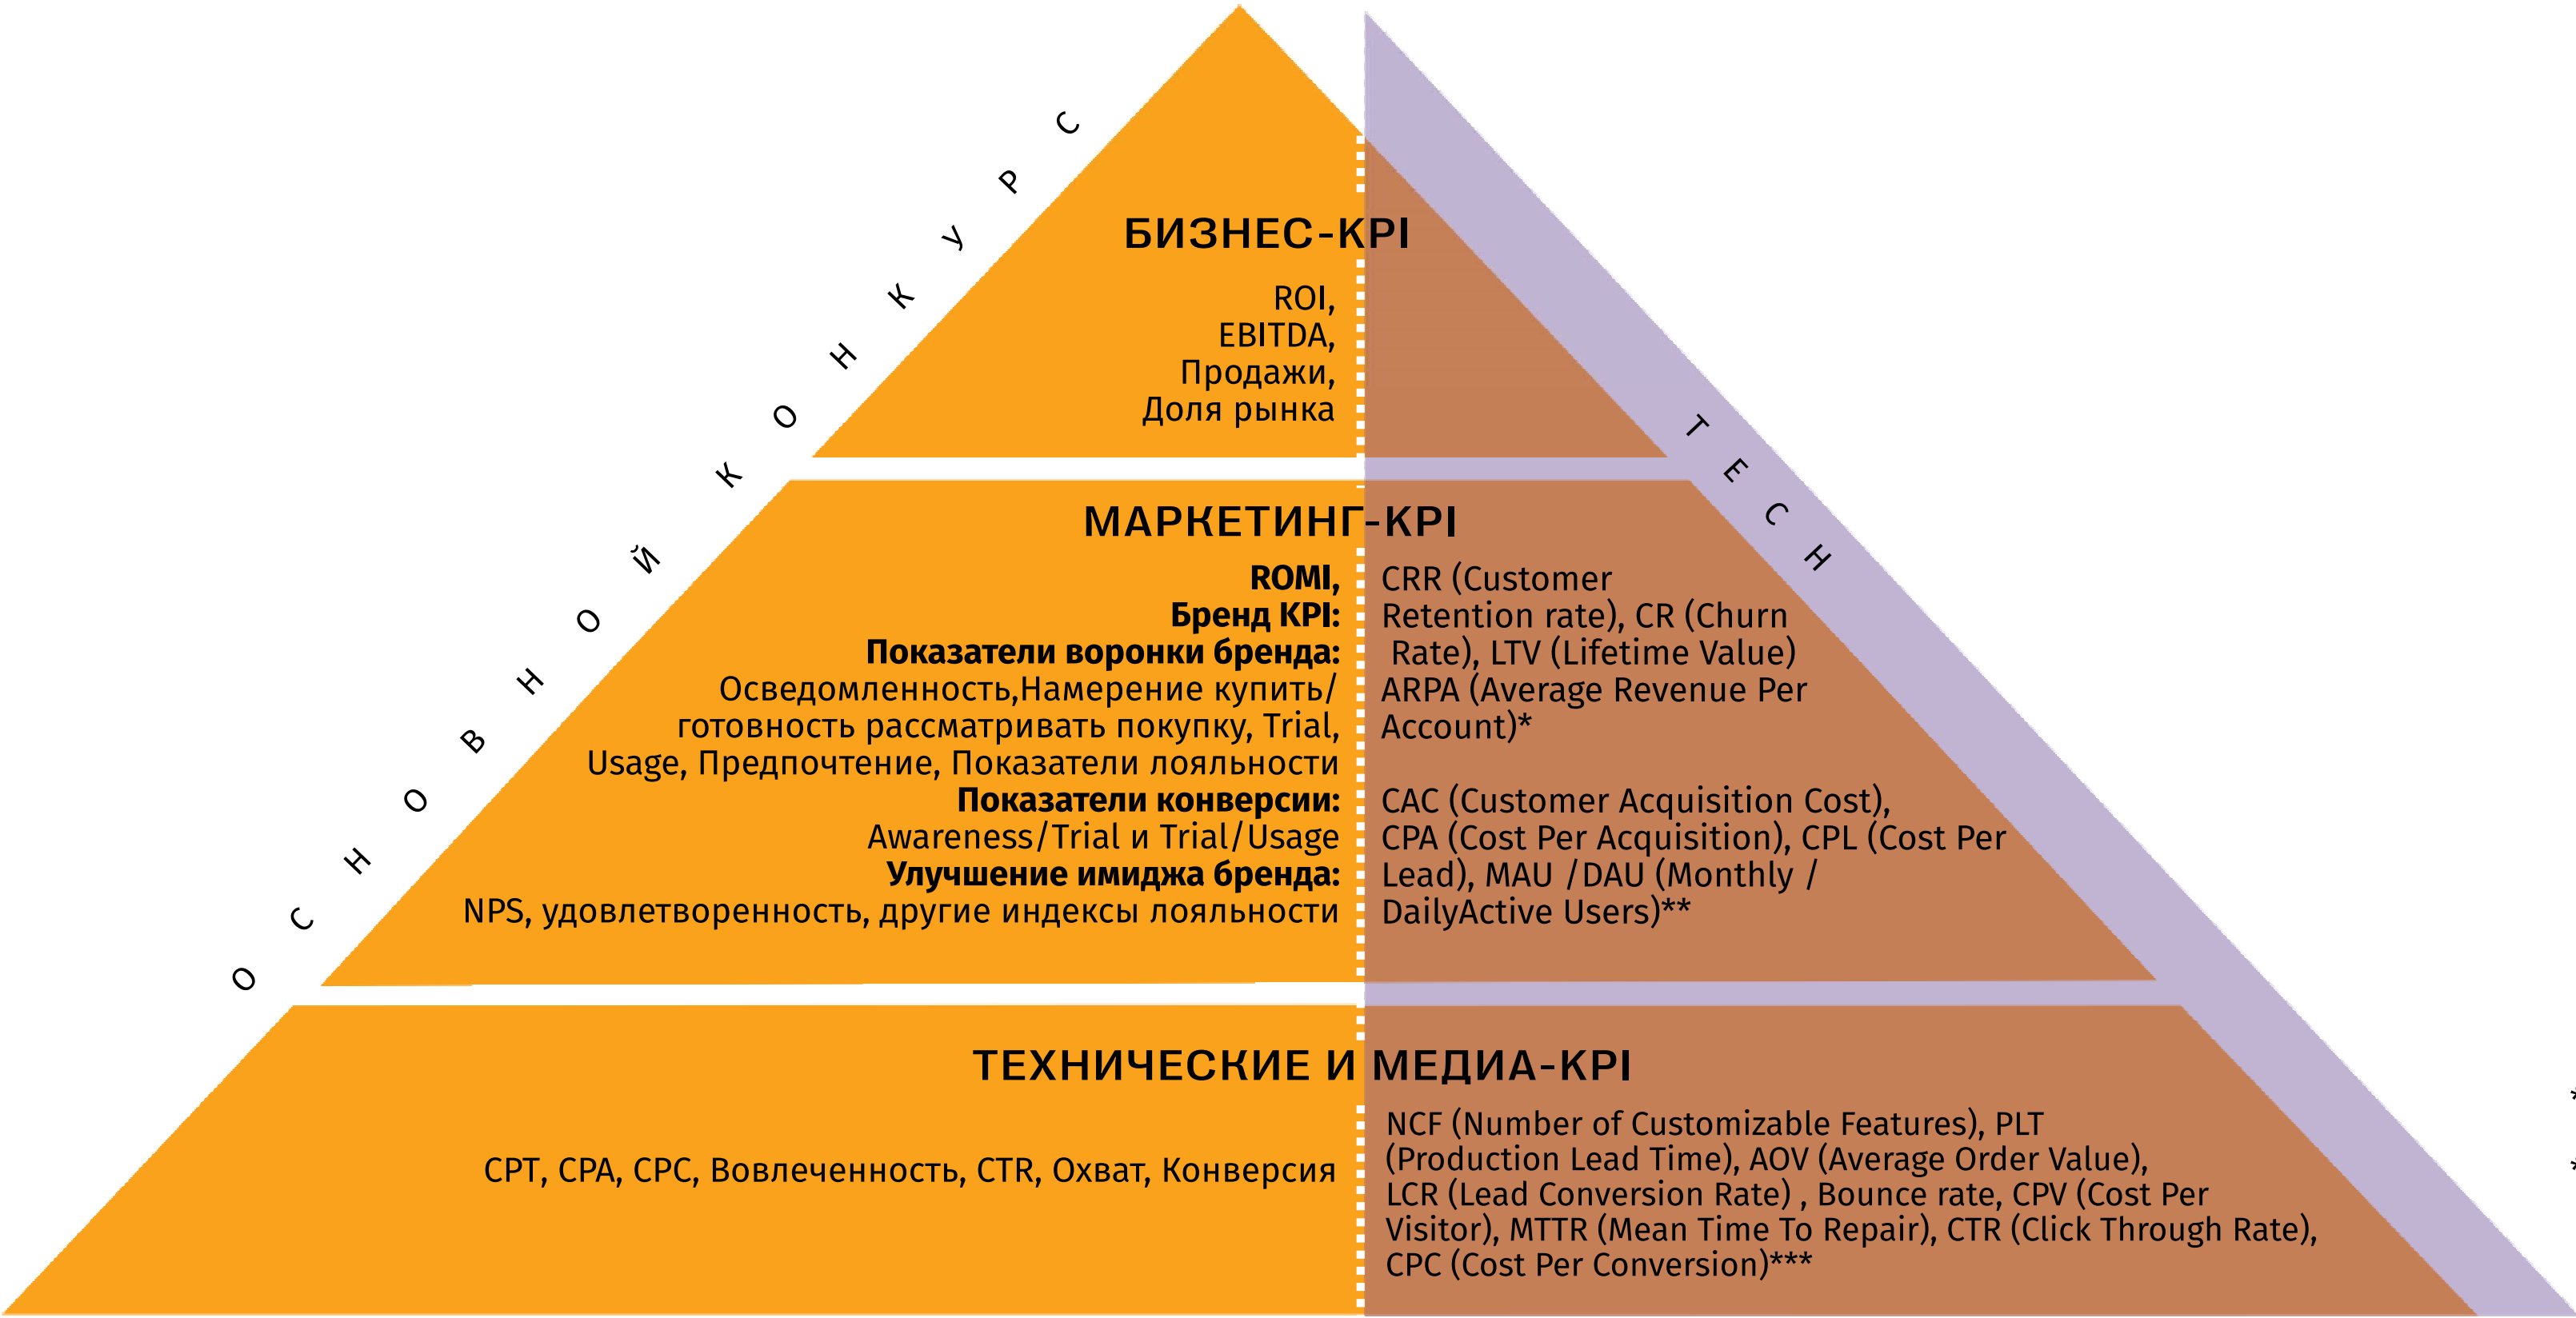 ОСНОВНОЙ КОНКУРС
TECH
БИЗНЕС-KPI
ROI,
EBITDA,
Продажи,
Доля рынка
МАРКЕТИНГ-KPI
ROMI,
Бренд KPI:
Показатели воронки бренда:
Осведомленность,Намерение купить/
готовность рассматривать покупку, Trial,
Usage, Предпочтение, Показатели лояльности
Показатели конверсии:
Awareness/Trial и Trial/Usage
Улучшение имиджа бренда:
NPS, удовлетворенность, другие индексы лояльности
CRR (Customer
Retention rate), CR (Churn
Rate), LTV (Lifetime Value)
ARPA (Average Revenue Per
Account)*
CAC (Customer Acquisition Cost),
CPA (Cost Per Acquisition), CPL (Cost Per
Lead), MAU /DAU (Monthly /
DailyActive Users)**
ТЕХНИЧЕСКИЕ И МЕДИА-KPI
CPT, CPA, CPC, Вовлеченность, CTR, Охват, Конверсия
NCF (Number of Customizable Features), PLT
(Production Lead Time), AOV (Average Order Value),
LCR (Lead Conversion Rate) , Bounce rate, CPV (Cost Per
Visitor), MTTR (Mean Time To Repair), CTR (Click Through Rate),
CPC (Cost Per Conversion)***